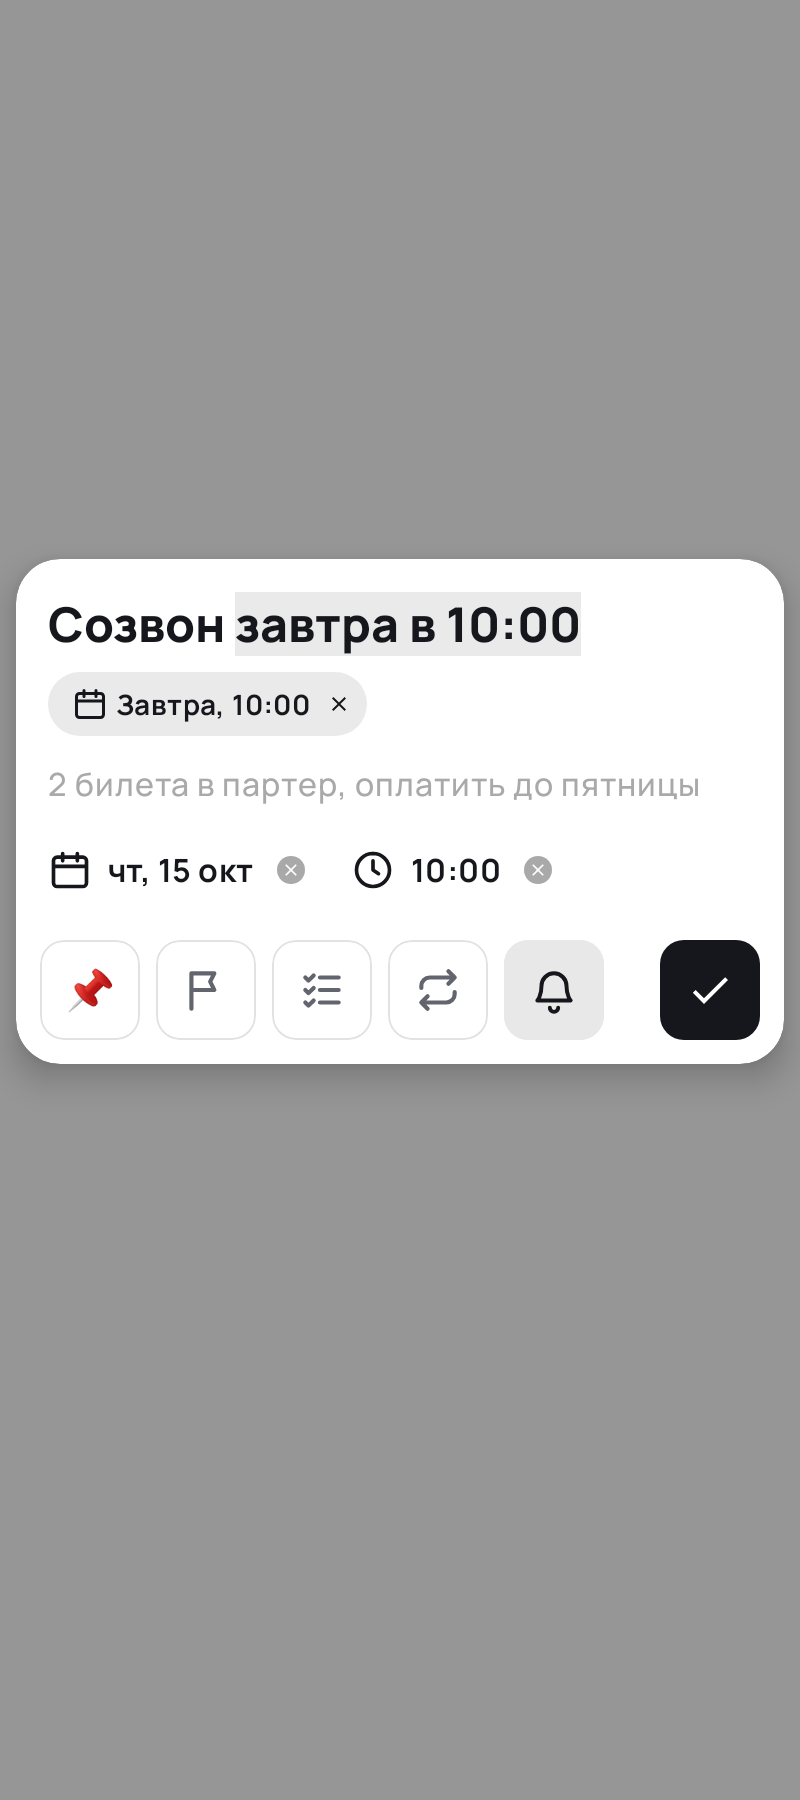 Созвон завтра в 10:00
Завтра, 10:00
2 билета в партер, оплатить до пятницы
чт, 15 окт 10:00